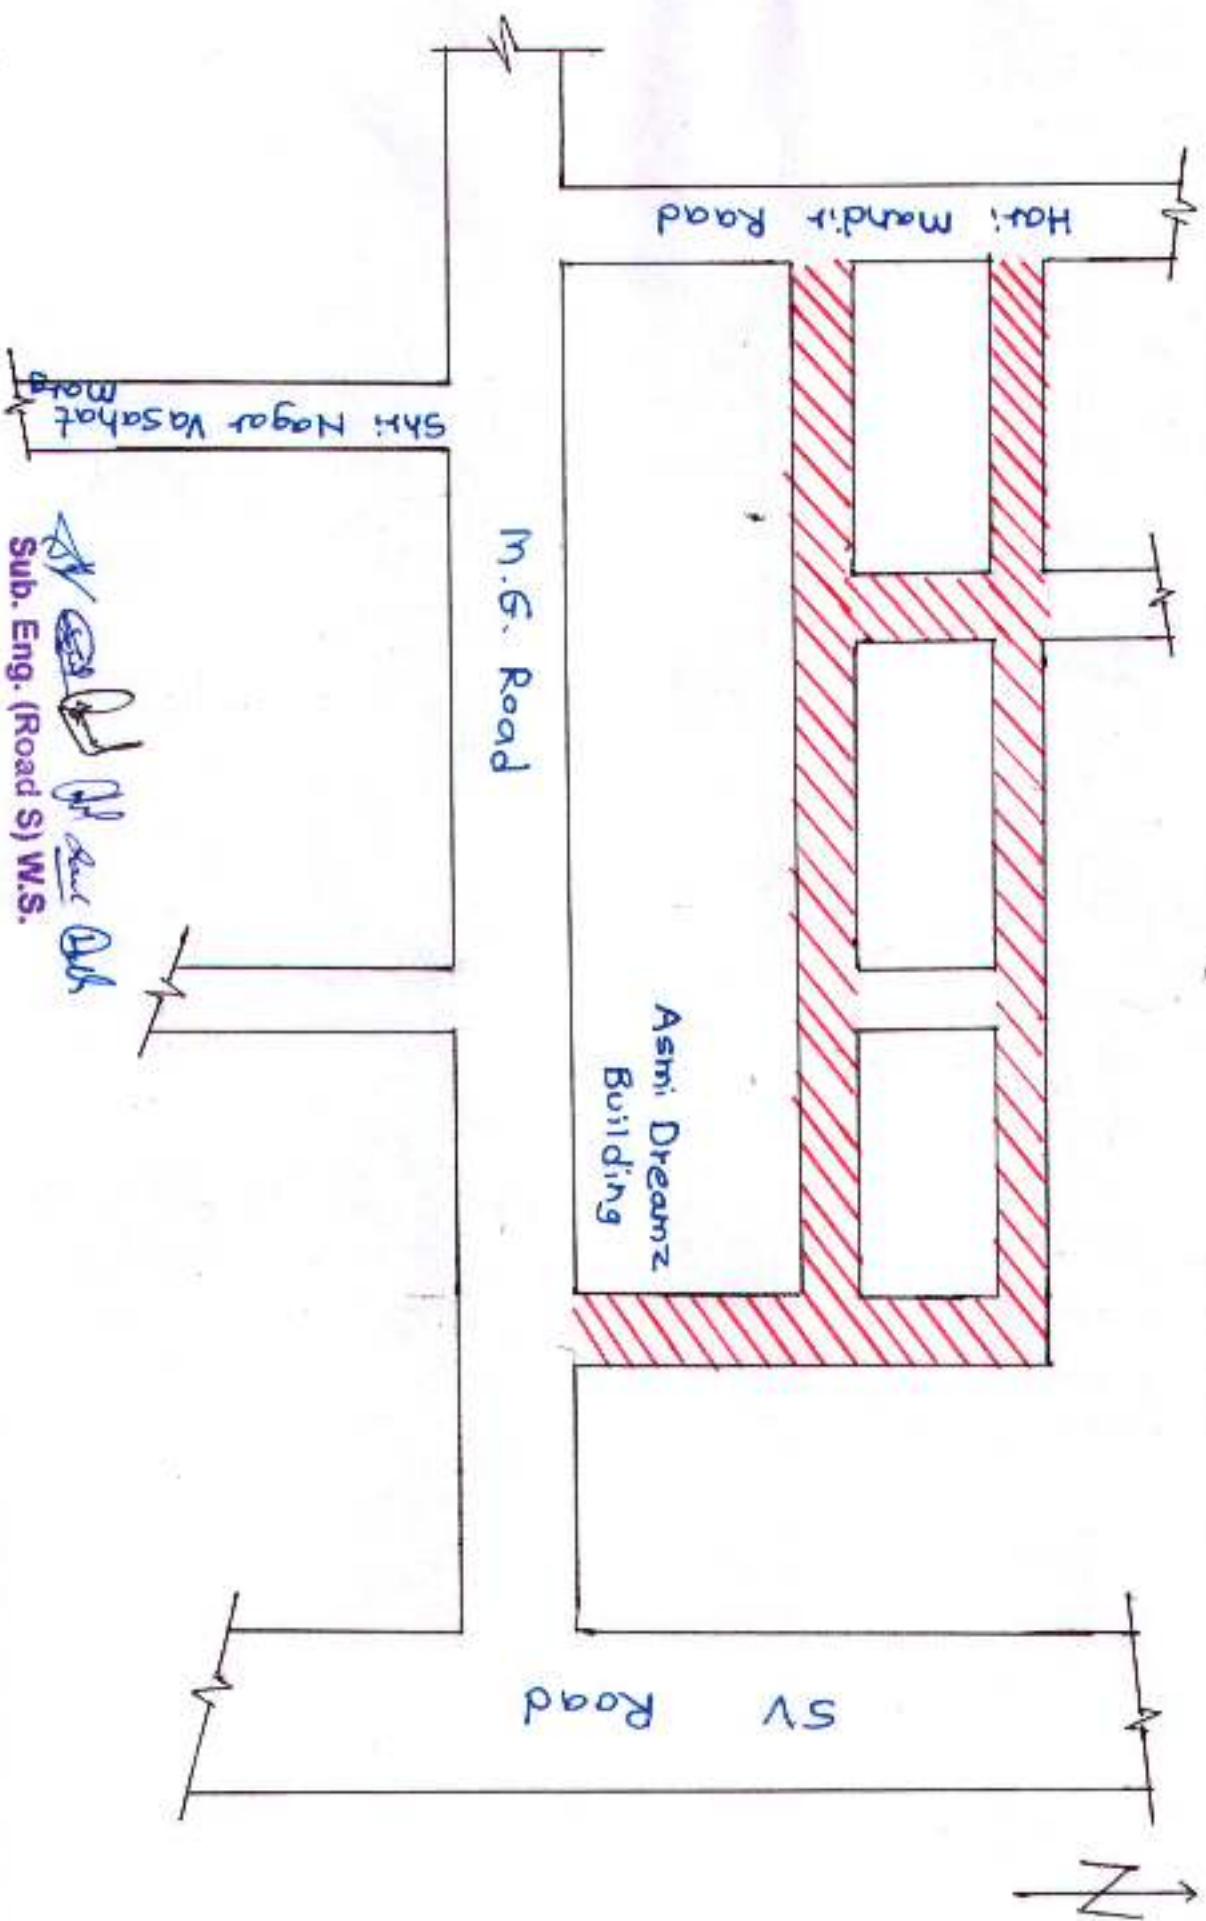 Hari Mandir Road
Shri Nagar Vasahat
Marg
M.G. Road
Asmi Dreamz
Building
SV Road
N
Sub. Eng. (Road S) W.S.